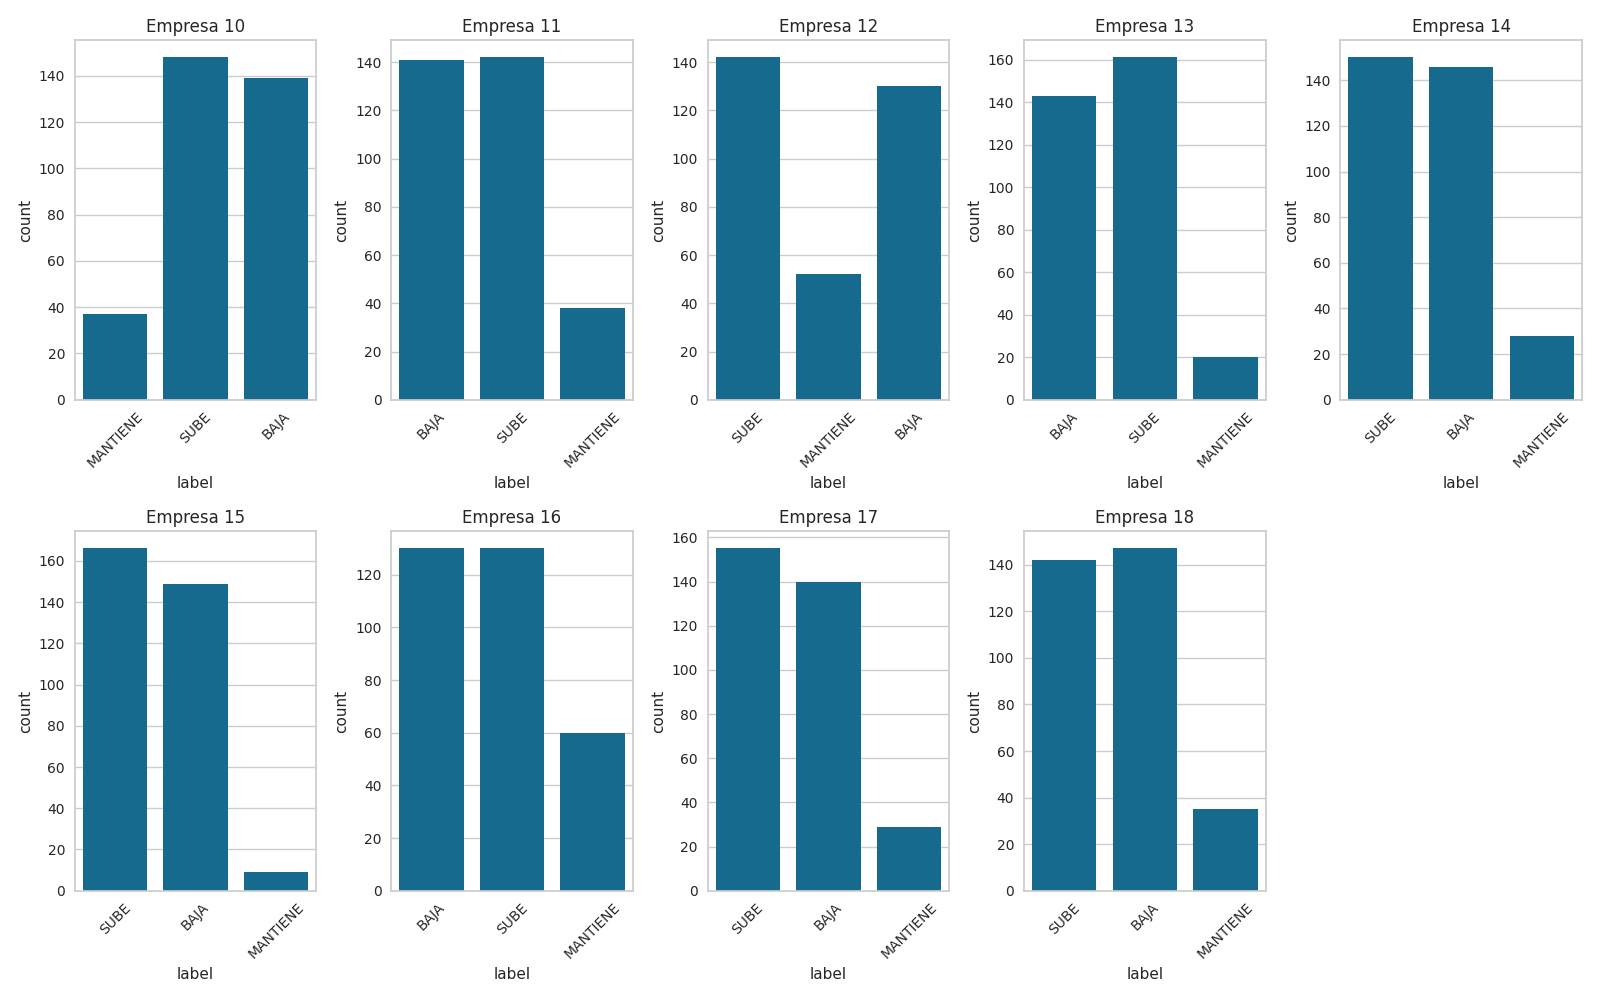 Empresa 10
140
120
100
80
60
40
20
0
count
MANTIENE
SUBE
BAJA
label
Empresa 11
140
120
100
80
60
40
20
0
count
BAJA
SUBE
MANTIENE
label
Empresa 12
140
120
100
80
60
40
20
0
count
SUBE
MANTIENE
BAJA
label
Empresa 13
160
140
120
100
80
60
40
20
0
count
BAJA
SUBE
MANTIENE
label
Empresa 14
140
120
100
80
60
40
20
0
count
SUBE
BAJA
MANTIENE
label
Empresa 15
160
140
120
100
80
60
40
20
0
count
SUBE
BAJA
MANTIENE
label
Empresa 16
120
100
80
60
40
20
0
count
BAJA
SUBE
MANTIENE
label
Empresa 17
160
140
120
100
80
60
40
20
0
count
SUBE
BAJA
MANTIENE
label
Empresa 18
140
120
100
80
60
40
20
0
count
SUBE
BAJA
MANTIENE
label